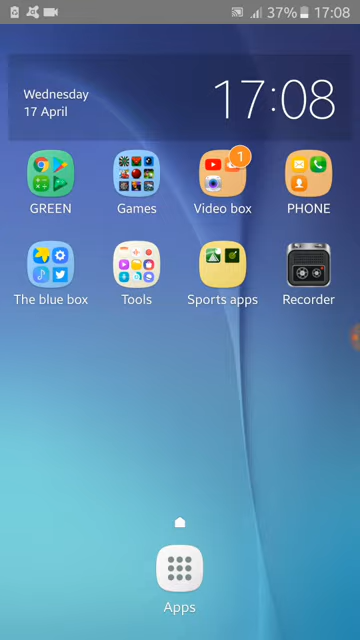 37% 17:08
Wednesday
17 April
17:08
1
GREEN
Games
Video box
PHONE
The blue box
Tools
Sports apps
Recorder
Apps